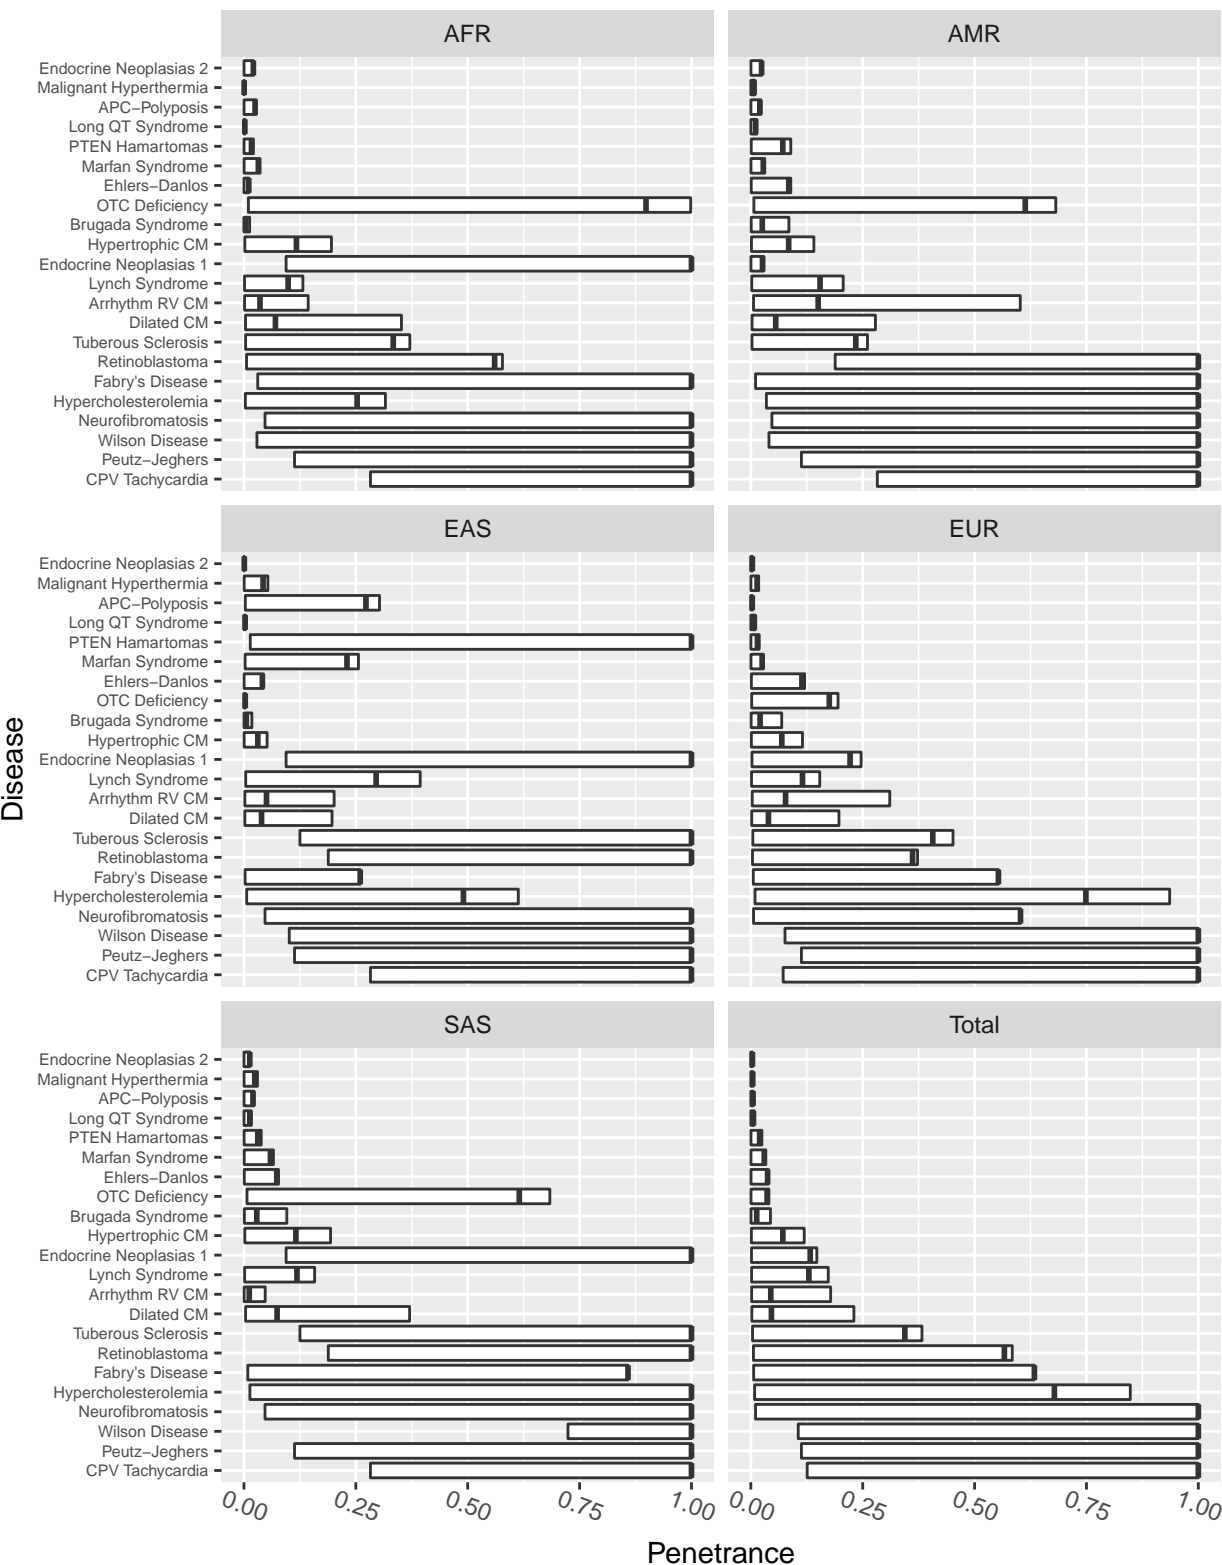 AFR
AMR
Endocrine Neoplasias 2
Malignant Hyperthermia
APC−Polyposis
Long QT Syndrome
PTEN Hamartomas
Marfan Syndrome
Ehlers−Danlos
OTC Deficiency
Brugada Syndrome
Hypertrophic CM
Endocrine Neoplasias 1
Lynch Syndrome
Arrhythm RV CM
Dilated CM
Tuberous Sclerosis
Retinoblastoma
Fabry's Disease
Hypercholesterolemia
Neurofibromatosis
Wilson Disease
Peutz−Jeghers
CPV Tachycardia
EAS
EUR
Endocrine Neoplasias 2
Malignant Hyperthermia
APC−Polyposis
Long QT Syndrome
PTEN Hamartomas
Marfan Syndrome
Ehlers−Danlos
OTC Deficiency
Brugada Syndrome
Hypertrophic CM
Endocrine Neoplasias 1
Lynch Syndrome
Arrhythm RV CM
Dilated CM
Tuberous Sclerosis
Retinoblastoma
Fabry's Disease
Hypercholesterolemia
Neurofibromatosis
Wilson Disease
Peutz−Jeghers
CPV Tachycardia
Disease
SAS
Total
Endocrine Neoplasias 2
Malignant Hyperthermia
APC−Polyposis
Long QT Syndrome
PTEN Hamartomas
Marfan Syndrome
Ehlers−Danlos
OTC Deficiency
Brugada Syndrome
Hypertrophic CM
Endocrine Neoplasias 1
Lynch Syndrome
Arrhythm RV CM
Dilated CM
Tuberous Sclerosis
Retinoblastoma
Fabry's Disease
Hypercholesterolemia
Neurofibromatosis
Wilson Disease
Peutz−Jeghers
CPV Tachycardia
0.00 0.25 0.50 0.75 1.00
0.00 0.25 0.50 0.75 1.00
Penetrance